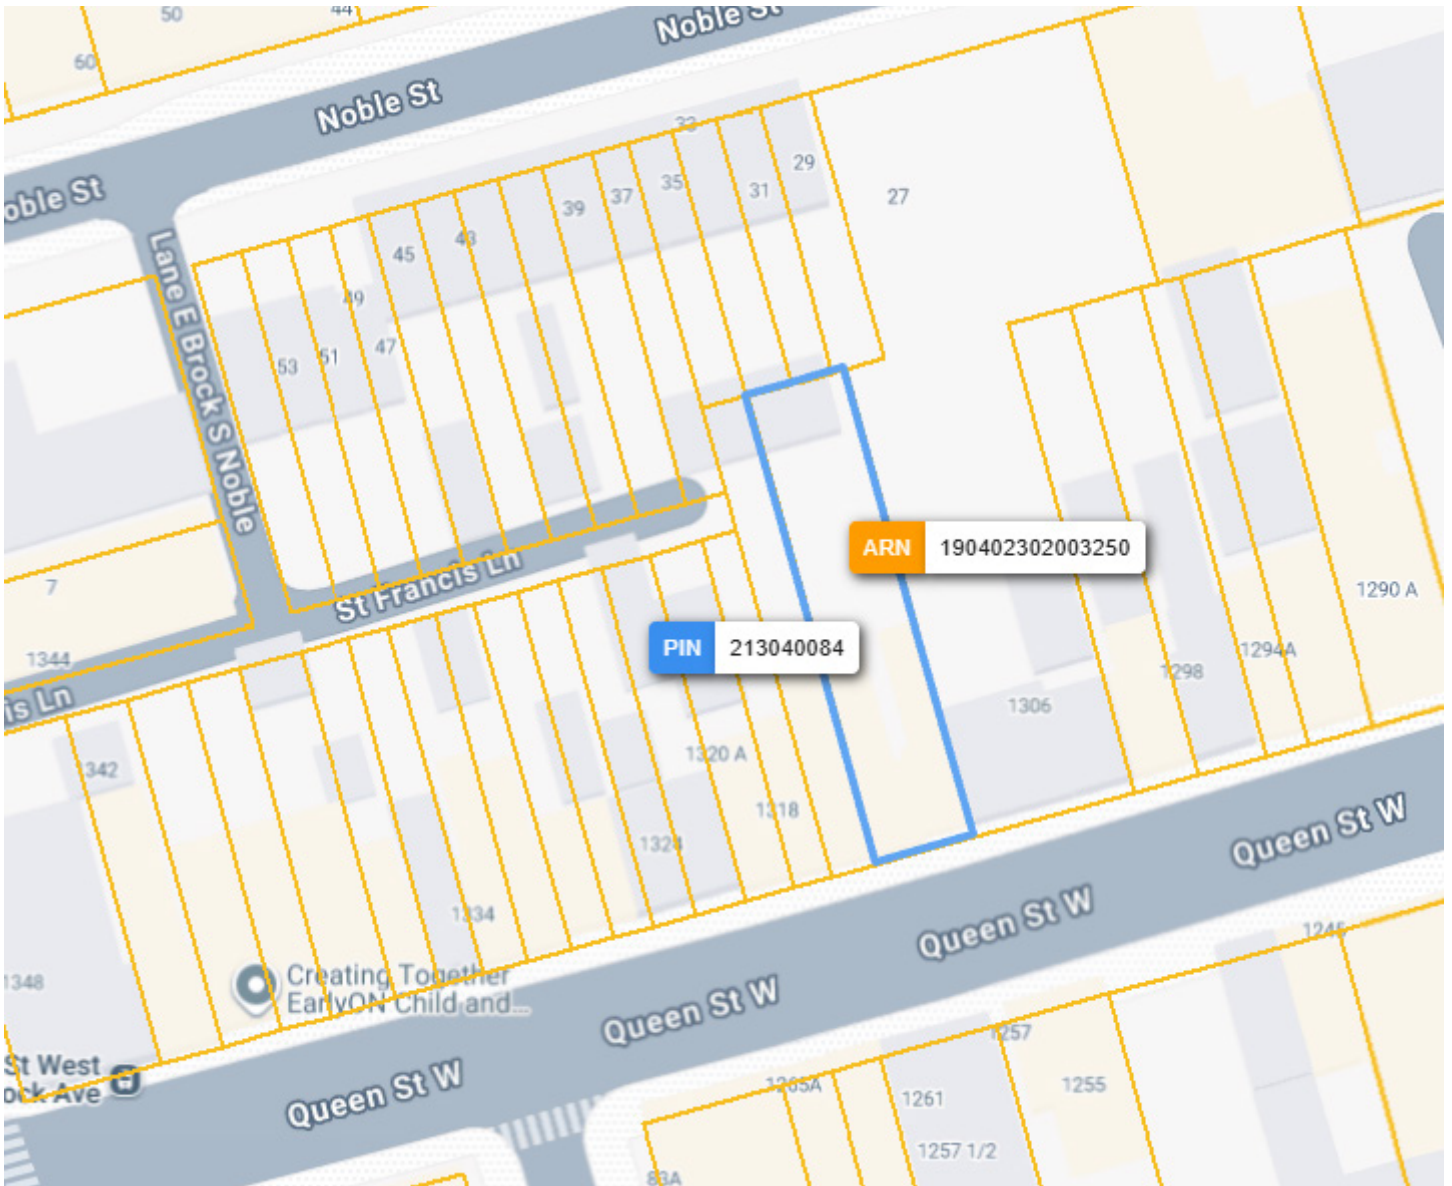 50
44
Noble St
60
Noble St
33
oble St
29
27
35
31
37
39
43
45
Lane E Brock S Noble
49
47
51
53
ARN 190402302003250
St Francis Ln
7
1290 A
PIN 213040084
1344
1294A
1298
is Ln
1306
1320 A
1342
1318
Queen St W
1324
1334
Queen St W
1246
Creating Together
EarlyON Child and...
1348
Queen St W
1257
St West
ock Ave
Queen St W
1265A
1255
1261
1257 1/2
83A